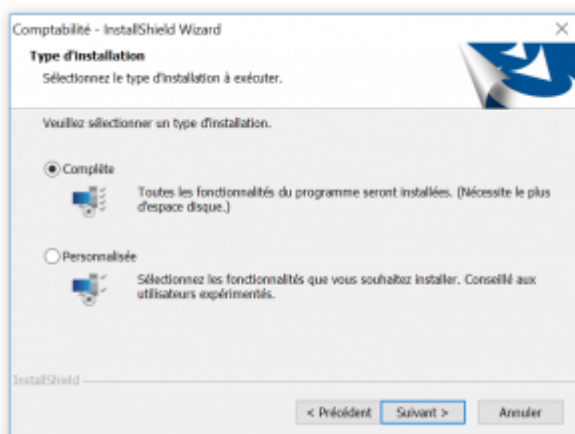 Comptabilité - InstallShield Wizard
Type d'installation
Sélectionnez le type d'installation à exécuter.
Veuillez sélectionner un type d'installation.
Complète
Toutes les fonctionnalités du programme seront installées. (Nécessite le plus
d'espace disque.)
Personnalisée
Sélectionnez les fonctionnalités que vous souhaitez installer. Conseillé aux
utilisateurs expérimentés.
InstallShield
< Précédent Suivant > Annuler